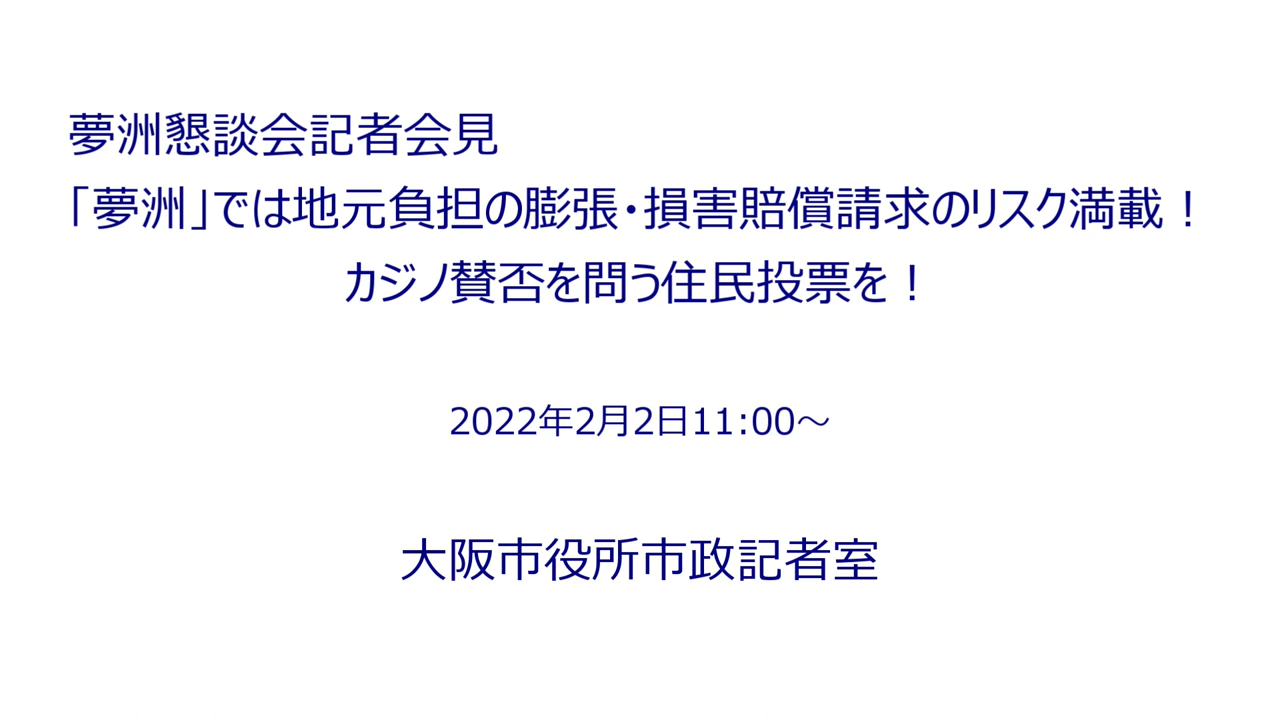 夢洲懇談会記者会見
「夢洲」では地元負担の膨張・損害賠償請求のリスク満載！
カジノ賛否を問う住民投票を！
2022年2月2日11:00～
大阪市役所市政記者室